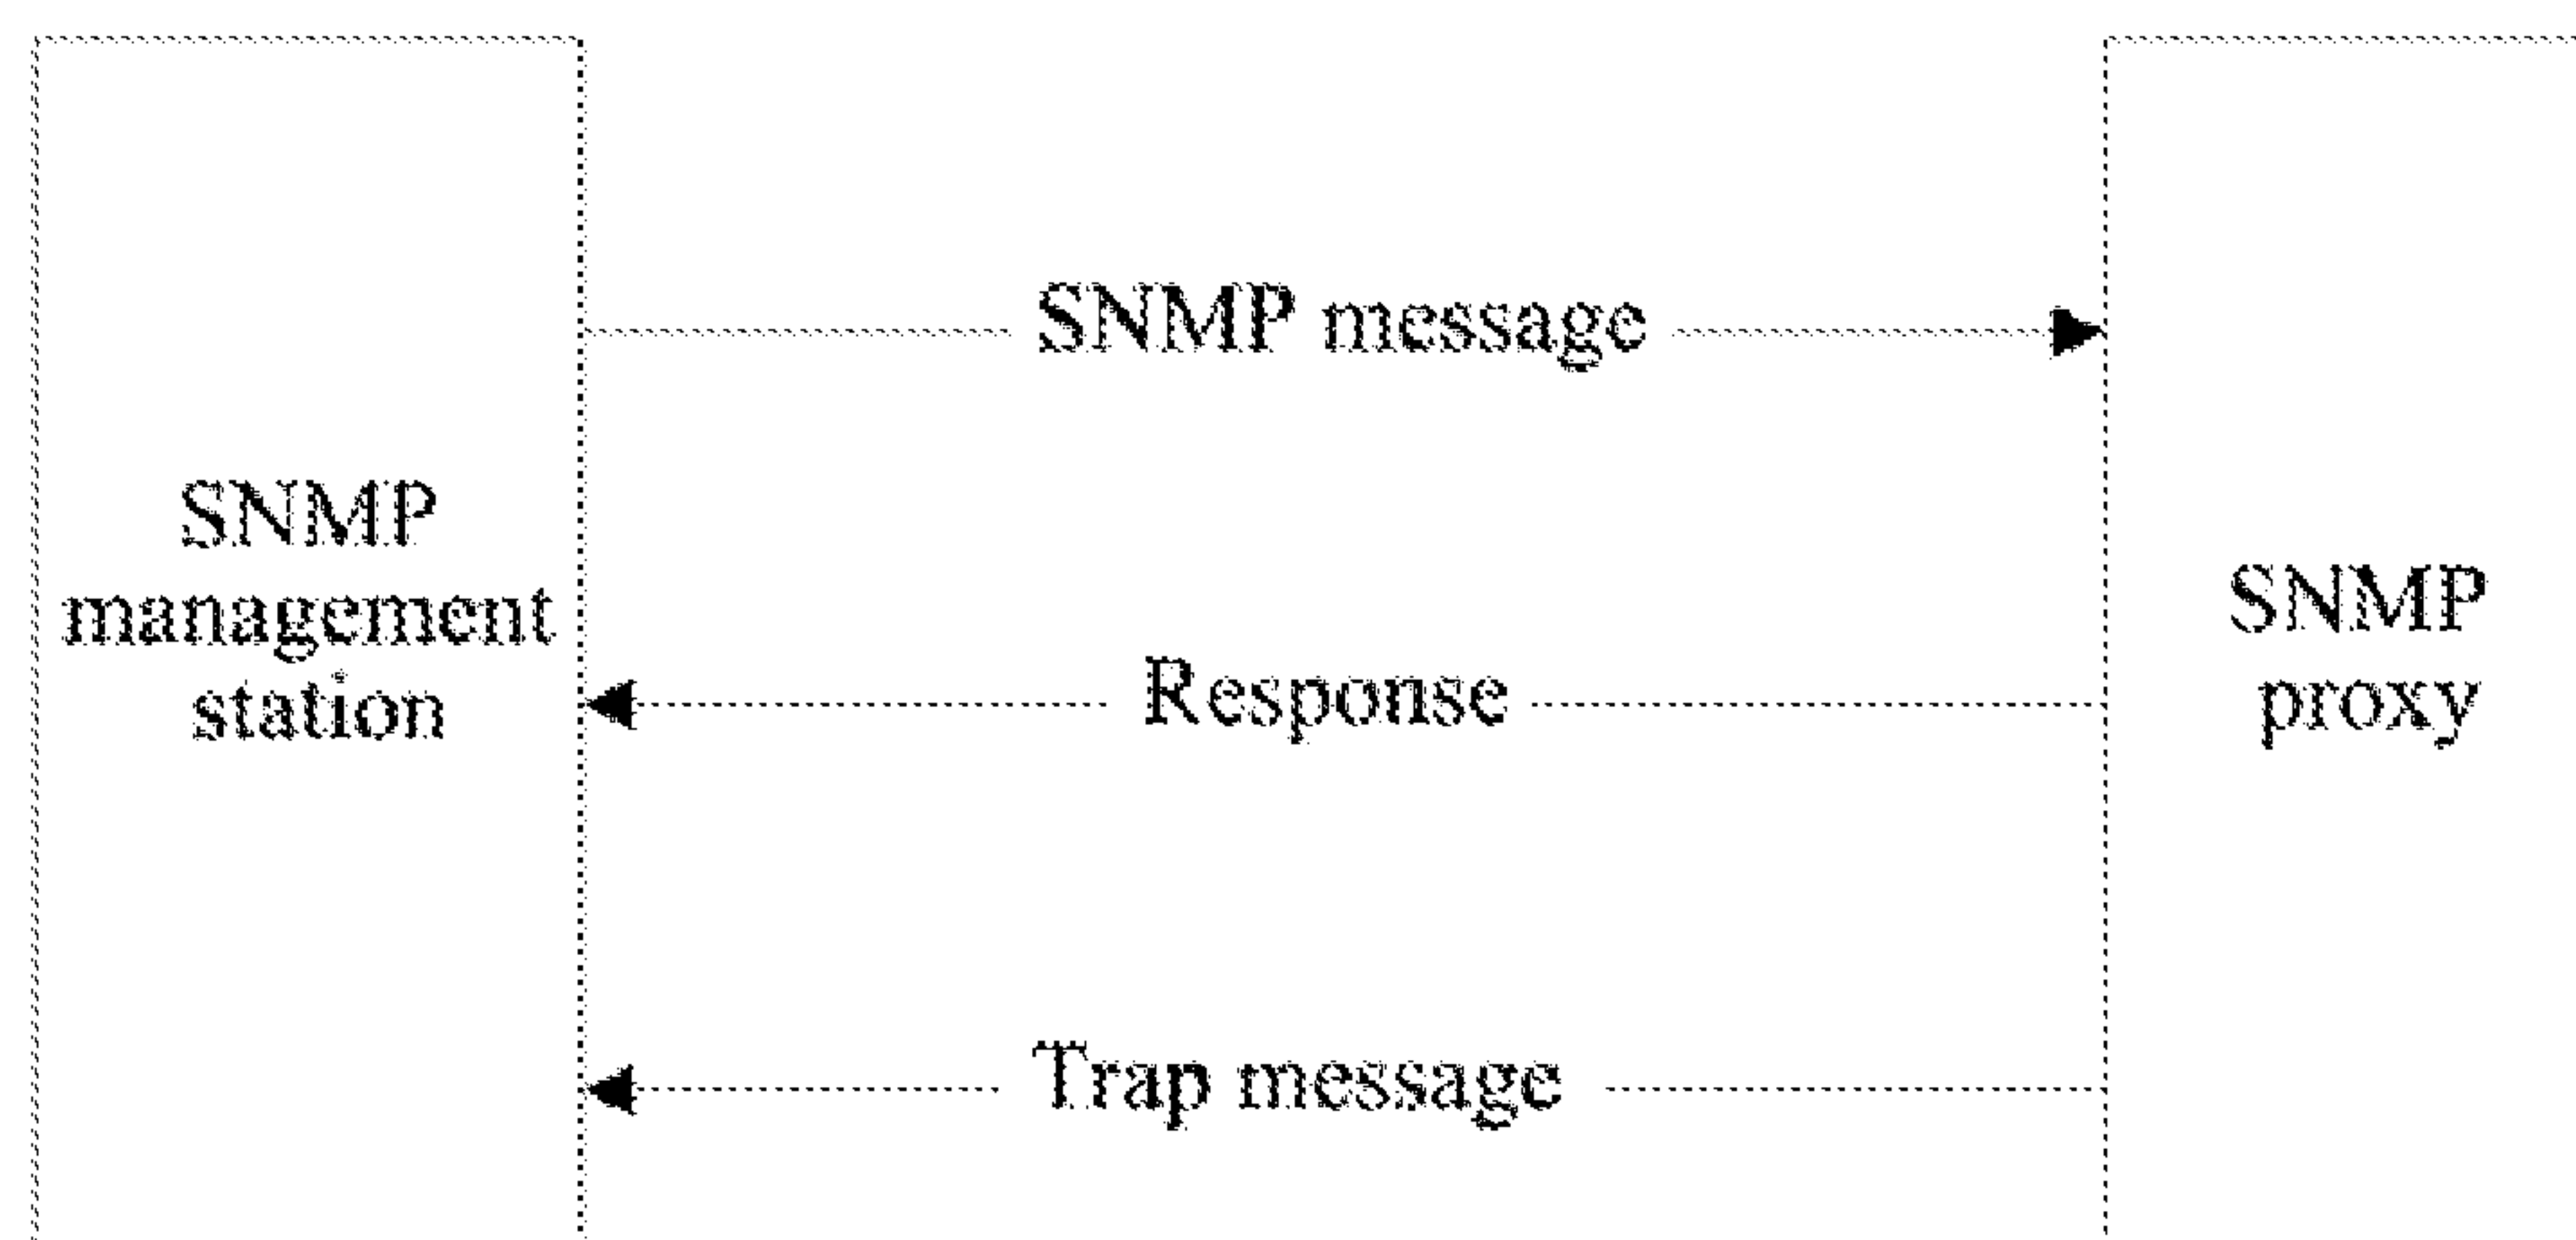 SNMP
management
station
SNMP message
Response
Trap message
SNMP
proxy